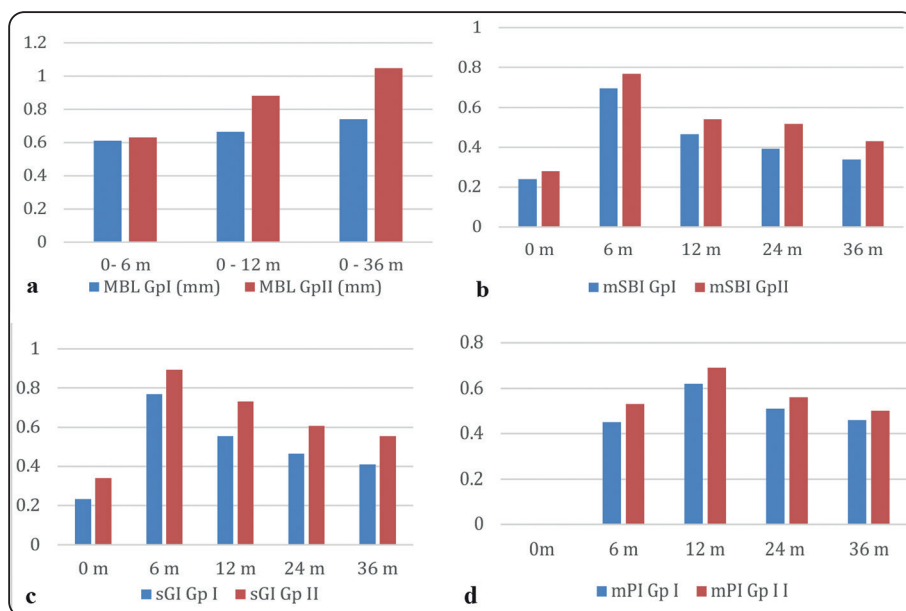 1.2
1
0.8
0.6
0.4
0.2
0
0- 6 m 0 - 12 m 0 - 36 m
MBL GpI (mm) MBL GpII (mm)
a
1
0.8
0.6
0.4
0.2
0
0 m 6 m 12 m 24 m 36 m
mSBI GpI mSBI GpII
b
1
0.8
0.6
0.4
0.2
0
0 m 6 m 12 m 24 m 36 m
sGI Gp I sGI Gp II
c
0.8
0.6
0.4
0.2
0
0m 6 m 12 m 24 m 36 m
mPI Gp I mPI Gp I I
d